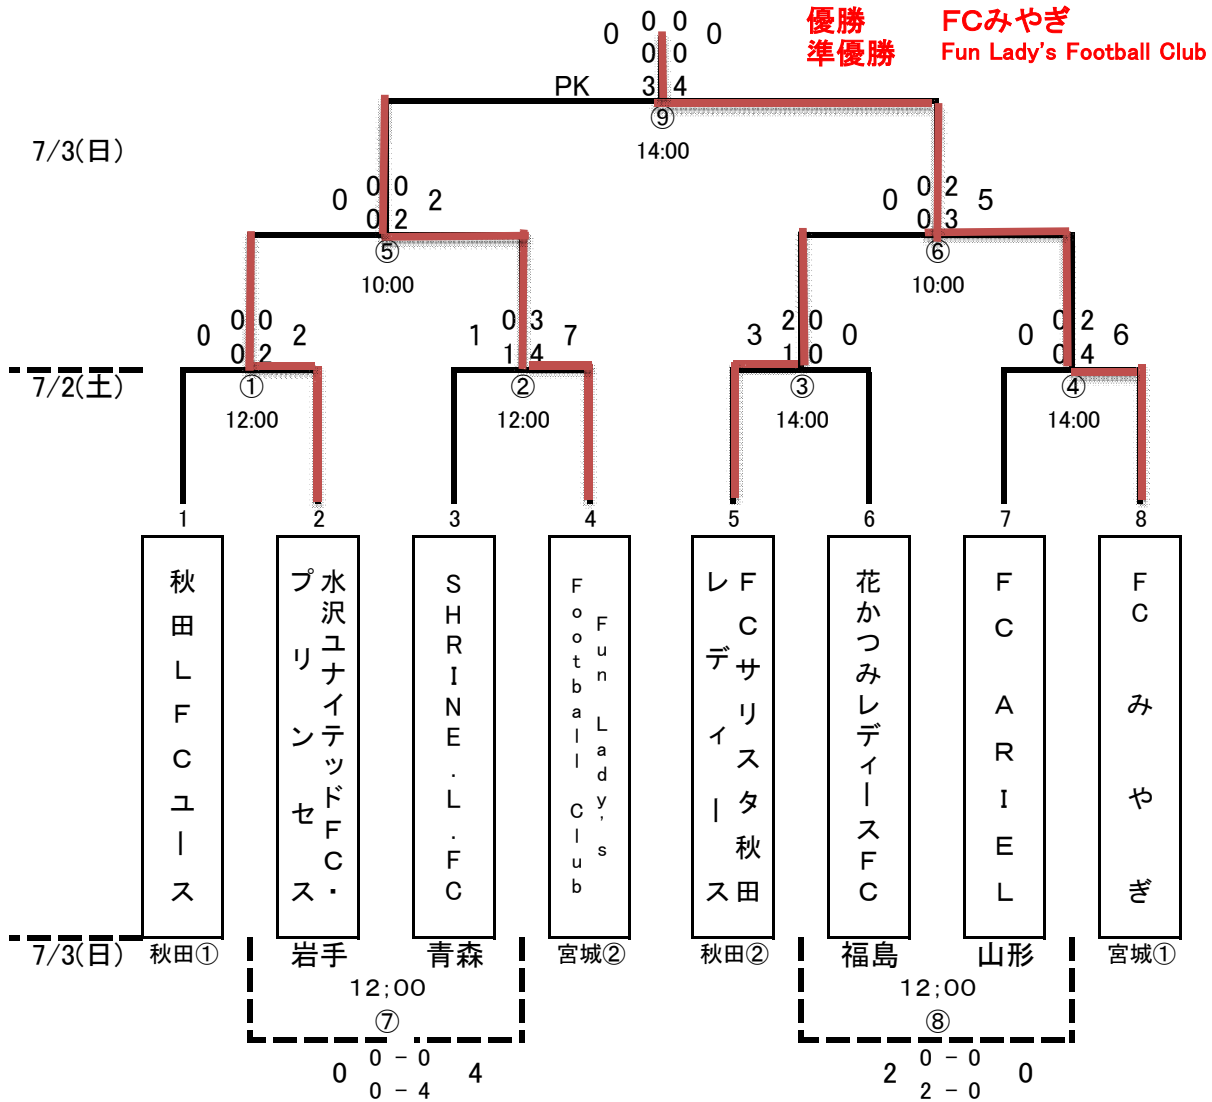 優勝 FCみやぎ
準優勝 Fun Lady's Football Club
0 0 0 0
0 0
PK 3 4
⑨
7/3(日) 14:00
0 0 0 2
0 2
⑤
10:00
0 0 2 5
0 3
⑥
10:00
0 0 0 2
0 2
①
12:00
1 0 3 7
1 4
②
12:00
3 2 0 0
1 0
③
14:00
0 0 2 6
0 4
④
14:00
7/2(土)
1 2 3 4 5 6 7 8
秋田LFCユース
水沢ユナイテッドFC・
プリンセス
SHRINE.L.FC
Fun Lady's
Football Club
FCサリスタ秋田
レディース
花かつみレディースFC
FC ARIEL
FCみやぎ
7/3(日) 秋田① 岩手 青森 宮城② 秋田② 福島 山形 宮城①
12;00 12;00
⑦ ⑧
0 0－0 4
0－4
2 0－0 0
2－0